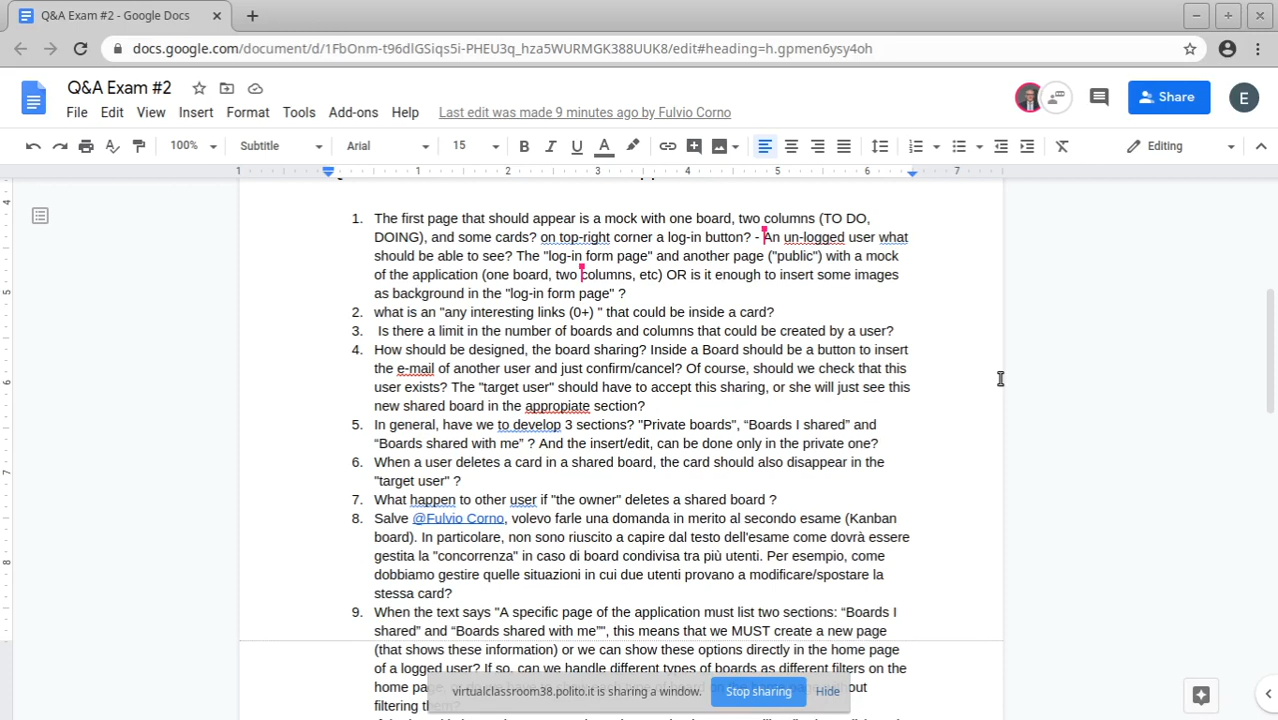 Q&A Exam #2 - Google Docs
docs.google.com/document/d/1FbOnm-t96dlGSiqs5i-PHEU3q_hza5WURMGK388UUK8/edit#heading=h.gpmen6ysy4oh
Q&A Exam #2
File Edit View Insert Format Tools Add-ons Help Last edit was made 9 minutes ago by Fulvio Corno
Share
E
100% Subtitle Arial 15 B I U A Editing
1 1 2 3 4 5 6 7
4
5
6
7
8
1. The first page that should appear is a mock with one board, two columns (TO DO,
DOING), and some cards? on top-right corner a log-in button? - An un-logged user what
should be able to see? The "log-in form page" and another page ("public") with a mock
of the application (one board, two columns, etc) OR is it enough to insert some images
as background in the "log-in form page" ?
2. what is an "any interesting links (0+) " that could be inside a card?
3. Is there a limit in the number of boards and columns that could be created by a user?
4. How should be designed, the board sharing? Inside a Board should be a button to insert
the e-mail of another user and just confirm/cancel? Of course, should we check that this
user exists? The "target user" should have to accept this sharing, or she will just see this
new shared board in the appropiate section?
5. In general, have we to develop 3 sections? "Private boards", “Boards I shared” and
“Boards shared with me” ? And the insert/edit, can be done only in the private one?
6. When a user deletes a card in a shared board, the card should also disappear in the
"target user" ?
7. What happen to other user if "the owner" deletes a shared board ?
8. Salve @Fulvio Corno, volevo farle una domanda in merito al secondo esame (Kanban
board). In particolare, non sono riuscito a capire dal testo dell'esame come dovrà essere
gestita la "concorrenza" in caso di board condivisa tra più utenti. Per esempio, come
dobbiamo gestire quelle situazioni in cui due utenti provano a modificare/spostare la
stessa card?
9. When the text says "A specific page of the application must list two sections: “Boards I
shared” and “Boards shared with me”", this means that we MUST create a new page
(that shows these information) or we can show these options directly in the home page
of a logged user? If so, can we handle different types of boards as different filters on the
home page,
filtering
virtualclassroom38.polito.it is sharing a window. Stop sharing Hide